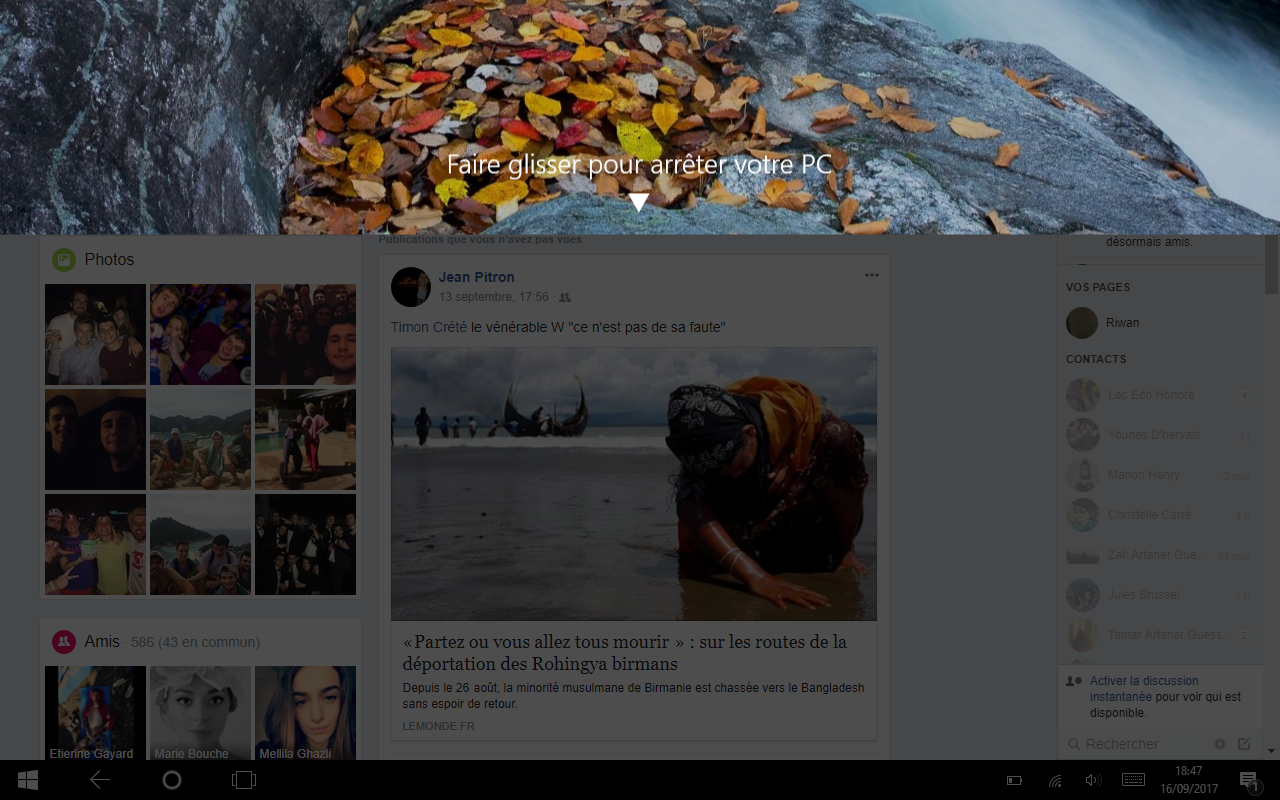 Faire glisser pour arrêter votre PC
Publications que vous n'avez pas vues
Photos
Jean Pitron
13 septembre, 17:56 ·
Timon Crété le vénérable W "ce n'est pas de sa faute"
«Partez ou vous allez tous mourir » : sur les routes de la
déportation des Rohingya birmans
Depuis le 26 août, la minorité musulmane de Birmanie est chassée vers le Bangladesh
sans espoir de retour.
LEMONDE.FR
Amis · 586 (43 en commun)
Etienne Gayard
Marie Bouche
Mellila Ghazli
désormais amis.
VOS PAGES
Riwan
CONTACTS
Loc Edo Honoré
Younes D'hervais
Manon Henry
Christelle Carré
Zak Artaner Gue...
Jules Brussel
Tamar Artaner Guess...
2
Activer la discussion
instantanée pour voir qui est
disponible.
Rechercher
18:47
16/09/2017
1